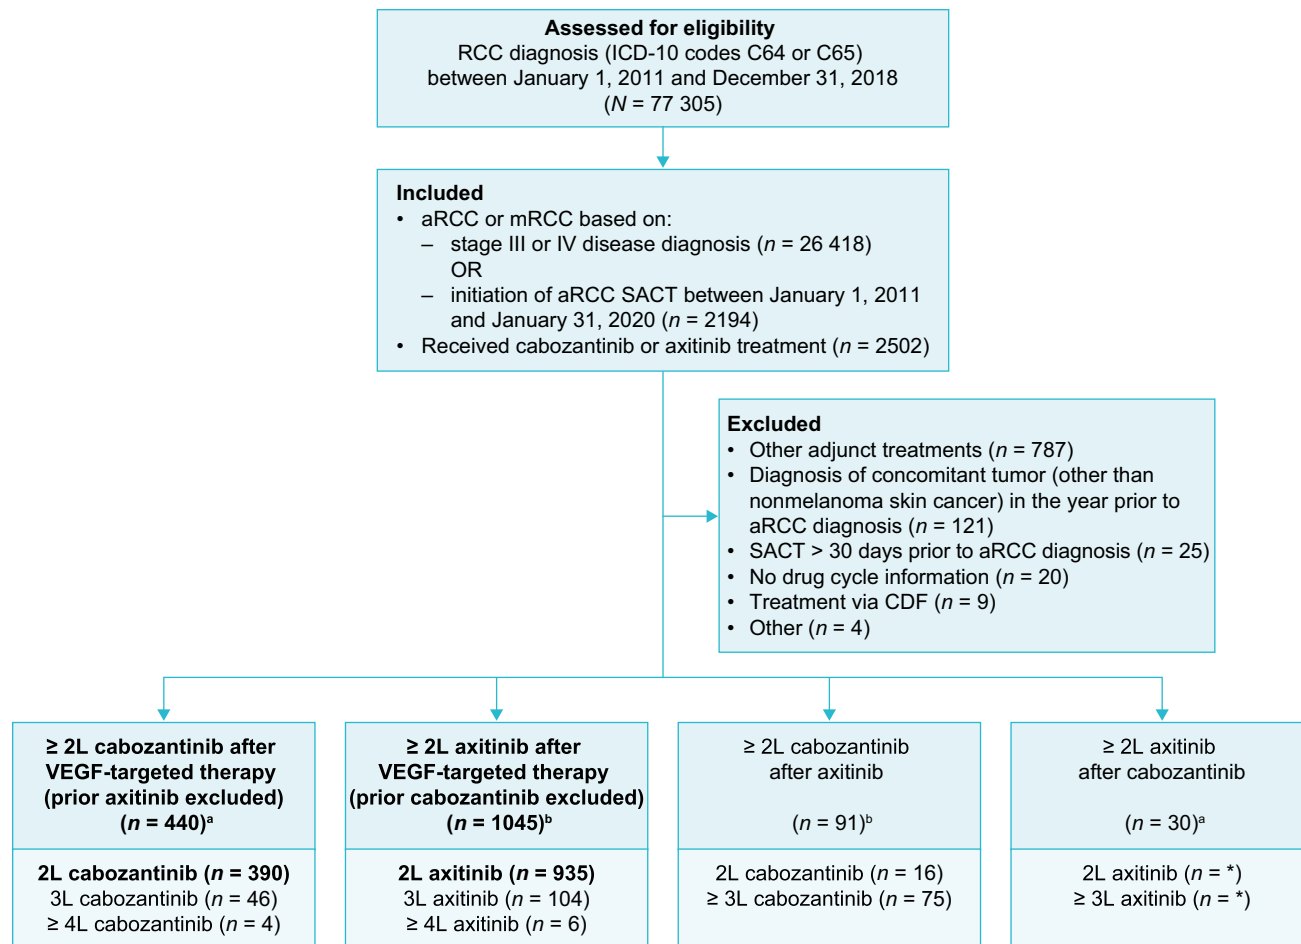 Assessed for eligibility
RCC diagnosis (ICD-10 codes C64 or C65)
between January 1, 2011 and December 31, 2018
(N = 77 305)
Included
• aRCC or mRCC based on:
– stage III or IV disease diagnosis (n = 26 418)
OR
– initiation of aRCC SACT between January 1, 2011
and January 31, 2020 (n = 2194)
• Received cabozantinib or axitinib treatment (n = 2502)
Excluded
• Other adjunct treatments (n = 787)
• Diagnosis of concomitant tumor (other than
nonmelanoma skin cancer) in the year prior to
aRCC diagnosis (n = 121)
• SACT > 30 days prior to aRCC diagnosis (n = 25)
• No drug cycle information (n = 20)
• Treatment via CDF (n = 9)
• Other (n = 4)
≥ 2L cabozantinib after
VEGF-targeted therapy
(prior axitinib excluded)
(n = 440)ᵃ
2L cabozantinib (n = 390)
3L cabozantinib (n = 46)
≥ 4L cabozantinib (n = 4)
≥ 2L axitinib after
VEGF-targeted therapy
(prior cabozantinib excluded)
(n = 1045)ᵇ
2L axitinib (n = 935)
3L axitinib (n = 104)
≥ 4L axitinib (n = 6)
≥ 2L cabozantinib
after axitinib
(n = 91)ᵇ
2L cabozantinib (n = 16)
≥ 3L cabozantinib (n = 75)
≥ 2L axitinib
after cabozantinib
(n = 30)ᵃ
2L axitinib (n = *)
≥ 3L axitinib (n = *)